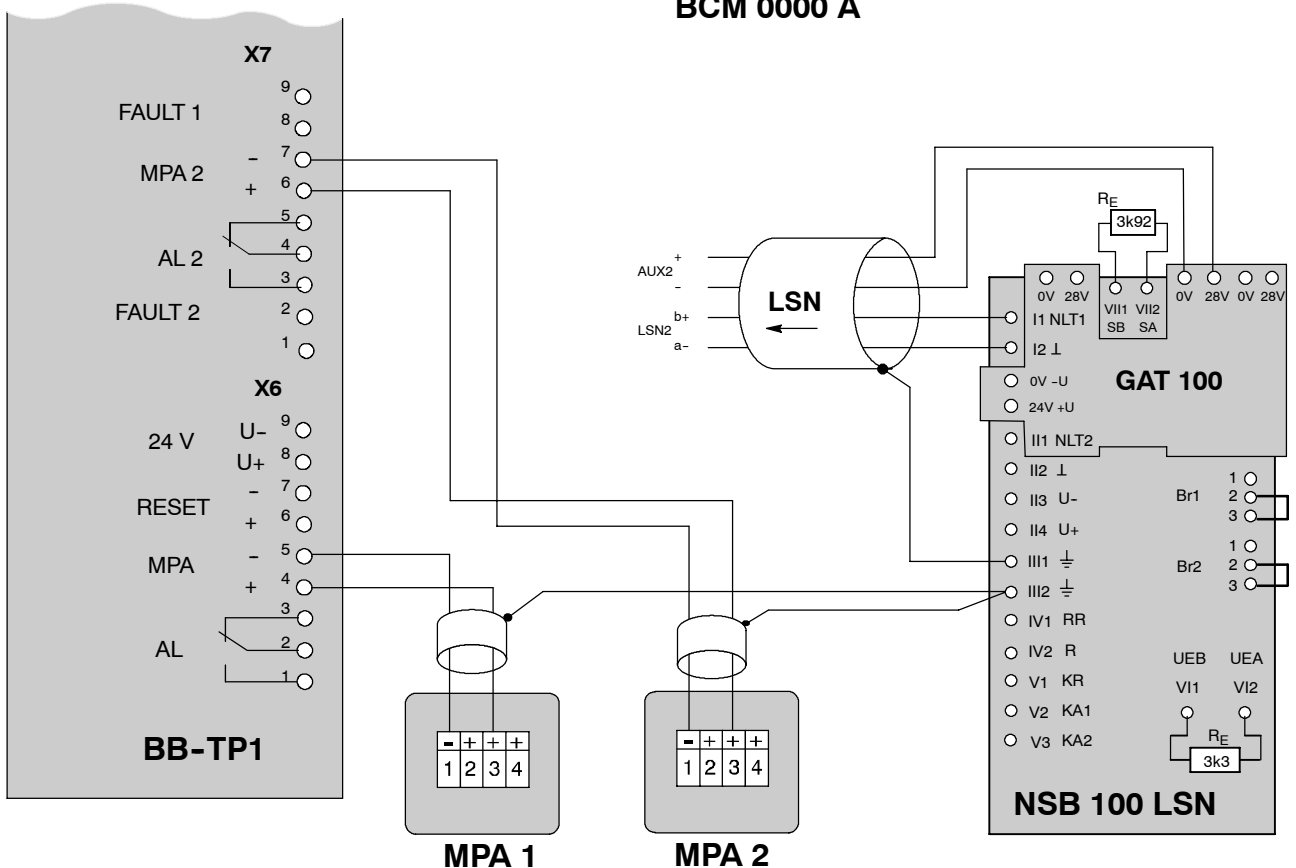 BCM 0000 A
X7
9
FAULT 1
8
- 7
MPA 2
+ 6
5
4
AL 2
3
FAULT 2
2
1
X6
9
24 V U-
U+ 8
- 7
RESET
+ 6
- 5
MPA
+ 4
3
AL 2
1
BB-TP1
- + + +
1 2 3 4
MPA 1
- + + +
1 2 3 4
MPA 2
AUX2
+
-
LSN2
b+
a-
LSN
RE
3k92
0V 28V
VII1 VII2
SB SA
0V 28V 0V 28V
I1 NLT1
I2 ⊥
0V -U
24V +U
GAT 100
II1 NLT2
II2 ⊥
II3 U-
II4 U+
III1 ⏚
III2 ⏚
IV1 RR
IV2 R
V1 KR
V2 KA1
V3 KA2
Br1
1
2
3
Br2
1
2
3
UEB UEA
VI1 VI2
RE
3k3
NSB 100 LSN